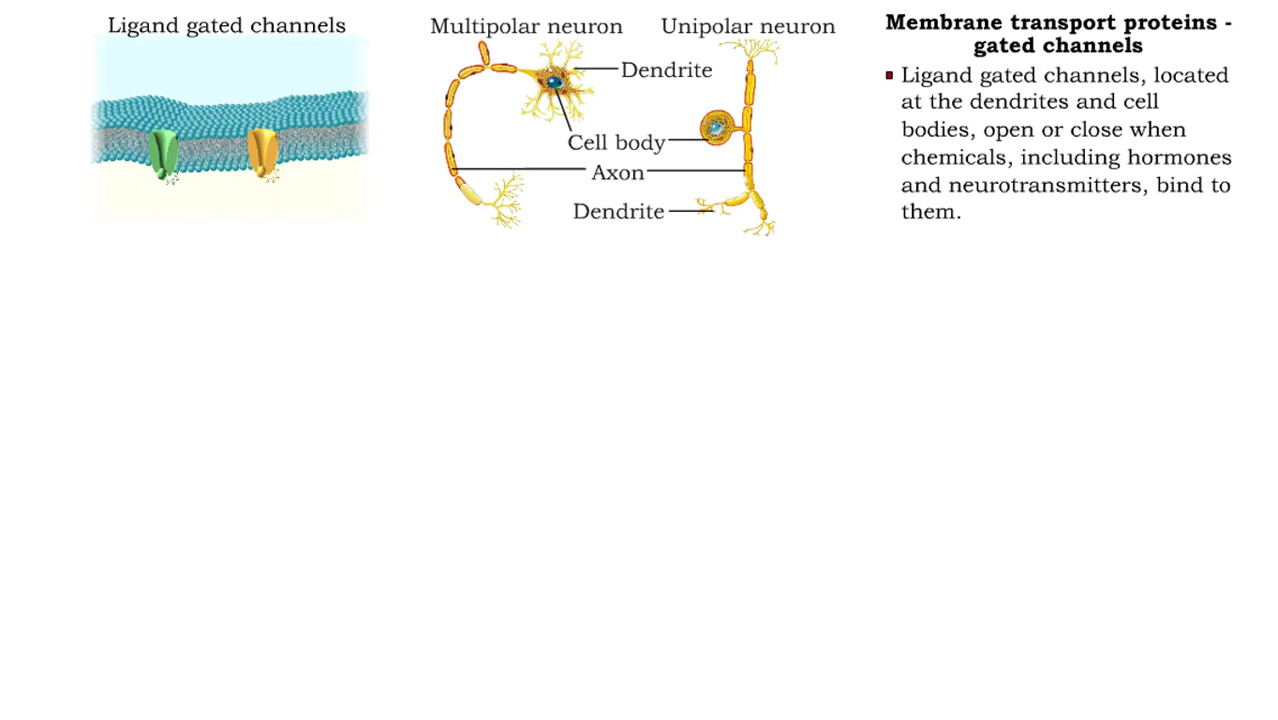 Ligand gated channels
Multipolar neuron
Unipolar neuron
Dendrite
Cell body
Axon
Dendrite
Membrane transport proteins -
gated channels
Ligand gated channels, located
at the dendrites and cell
bodies, open or close when
chemicals, including hormones
and neurotransmitters, bind to
them.